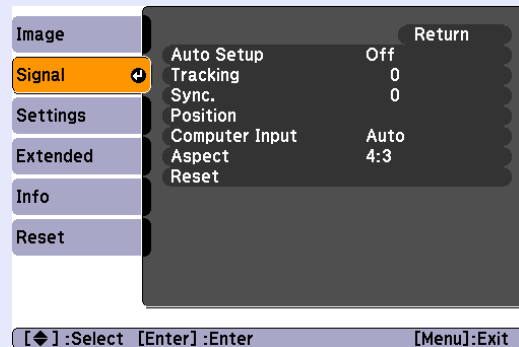 Image
Signal
Settings
Extended
Info
Reset
Return
Auto Setup Off
Tracking 0
Sync. 0
Position
Computer Input Auto
Aspect 4:3
Reset
[◆] :Select [Enter] :Enter [Menu]:Exit